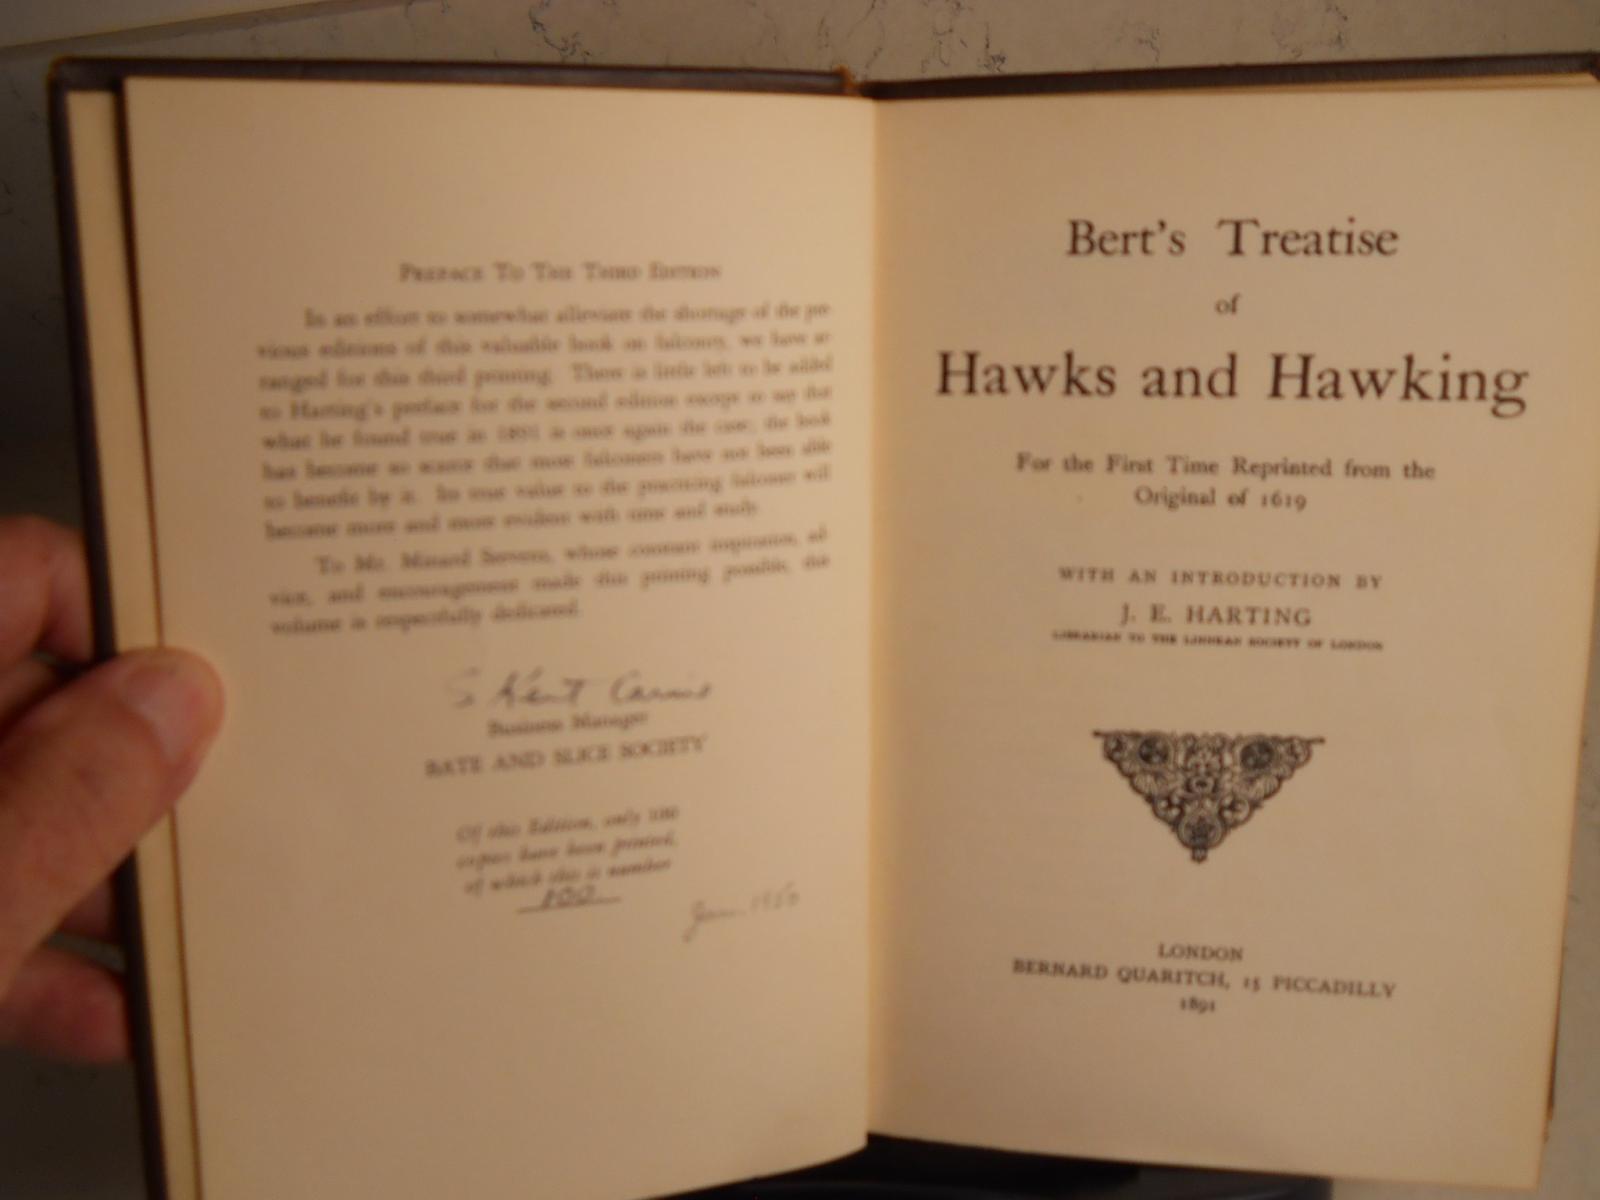 PREFACE TO THE THIRD EDITION
In an effort to somewhat alleviate the shortage of the pre-
vious editions of this valuable book on falconry, we have ar-
ranged for this third printing. There is little left to be added
to Harting's preface for the second edition except to say that
what he found true in 1891 is once again the case; the book
has become so scarce that most falconers have not been able
to benefit by it. Its true value to the practicing falconer will
become more and more evident with time and study.
To Mr. Stevens, whose constant inspiration, ad-
vice, and encouragement made this printing possible, this
volume is respectfully dedicated.
S Kent Carnie
Business Manager
BATE AND SLICE SOCIETY
Of this Edition, only 100
copies have been printed,
of which this is number
100
Jan.
Bert's Treatise
of
Hawks and Hawking
For the First Time Reprinted from the
Original of 1619
WITH AN INTRODUCTION BY
J. E. HARTING
LIBRARIAN TO THE LINNEAN SOCIETY OF LONDON
LONDON
BERNARD QUARITCH, 15 PICCADILLY
1891